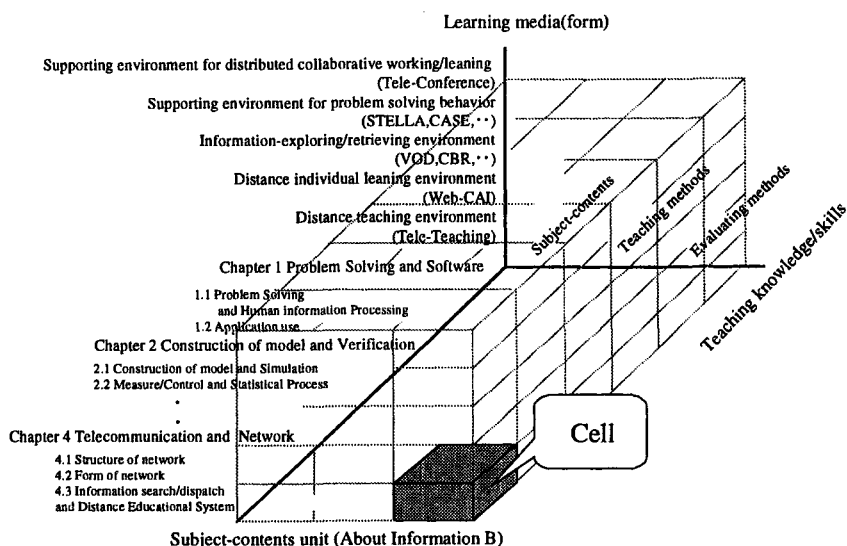 Learning media(form)
Supporting environment for distributed collaborative working/leaning
(Tele-Conference)
Supporting environment for problem solving behavior
(STELLA,CASE,··)
Information-exploring/retrieving environment
(VOD,CBR,··)
Distance individual leaning environment
(Web-CAI)
Distance teaching environment
(Tele-Teaching)
Subject-contents
Teaching methods
Evaluating methods
Teaching knowledge/skills
Chapter 1 Problem Solving and Software
1.1 Problem Solving
and Human information Processing
1.2 Application use
Chapter 2 Construction of model and Verification
2.1 Construction of model and Simulation
2.2 Measure/Control and Statistical Process
·
·
Chapter 4 Telecommunication and Network
4.1 Structure of network
4.2 Form of network
4.3 Information search/dispatch
and Distance Educational System
Cell
Subject-contents unit (About Information B)